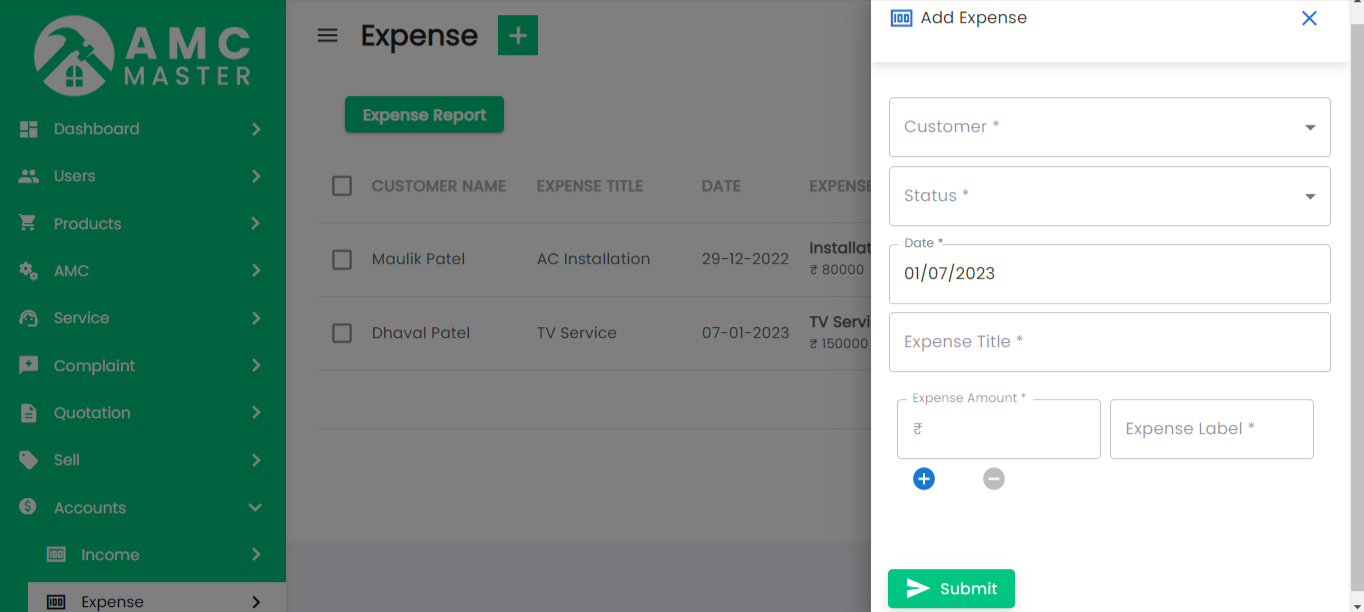 AMC
MASTER
Dashboard
Users
Products
AMC
Service
Complaint
Quotation
Sell
Accounts
Income
Expense
Expense +
Expense Report
CUSTOMER NAME EXPENSE TITLE DATE EXPENSE
Maulik Patel AC Installation 29-12-2022 Installat
₹ 80000
Dhaval Patel TV Service 07-01-2023 TV Servi
₹ 150000
Add Expense
Customer *
Status *
Date *
01/07/2023
Expense Title *
Expense Amount *
₹
Expense Label *
Submit